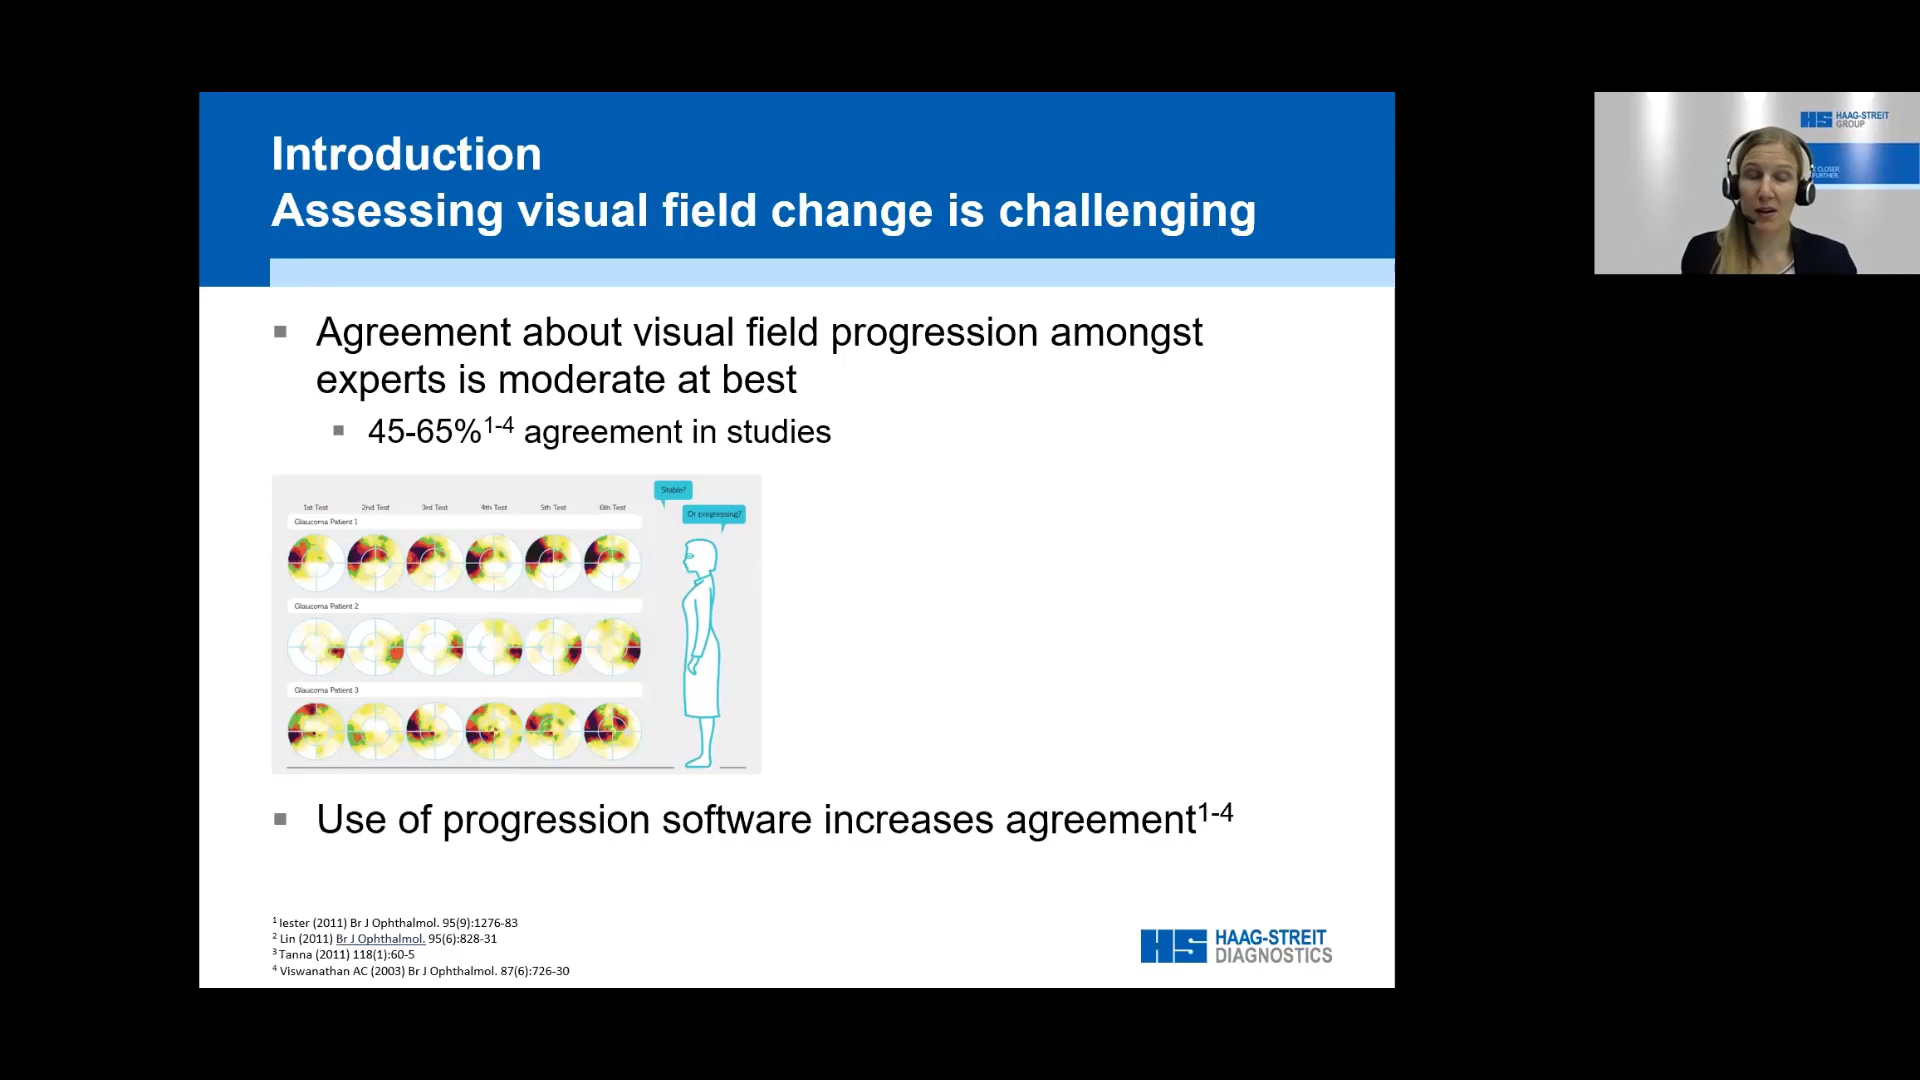 Introduction
Assessing visual field change is challenging
Agreement about visual field progression amongst
experts is moderate at best
45-65%1-4 agreement in studies
Stable?
Or progressing?
1st Test 2nd Test 3rd Test 4th Test 5th Test 6th Test
Glaucoma Patient 1
Glaucoma Patient 2
Glaucoma Patient 3
Use of progression software increases agreement1-4
1 Iester (2011) Br J Ophthalmol. 95(9):1276-83
2 Lin (2011) Br J Ophthalmol. 95(6):828-31
3 Tanna (2011) 118(1):60-5
4 Viswanathan AC (2003) Br J Ophthalmol. 87(6):726-30
HS HAAG-STREIT
DIAGNOSTICS
HS HAAG-STREIT
GROUP
CLOSER
FURTHER